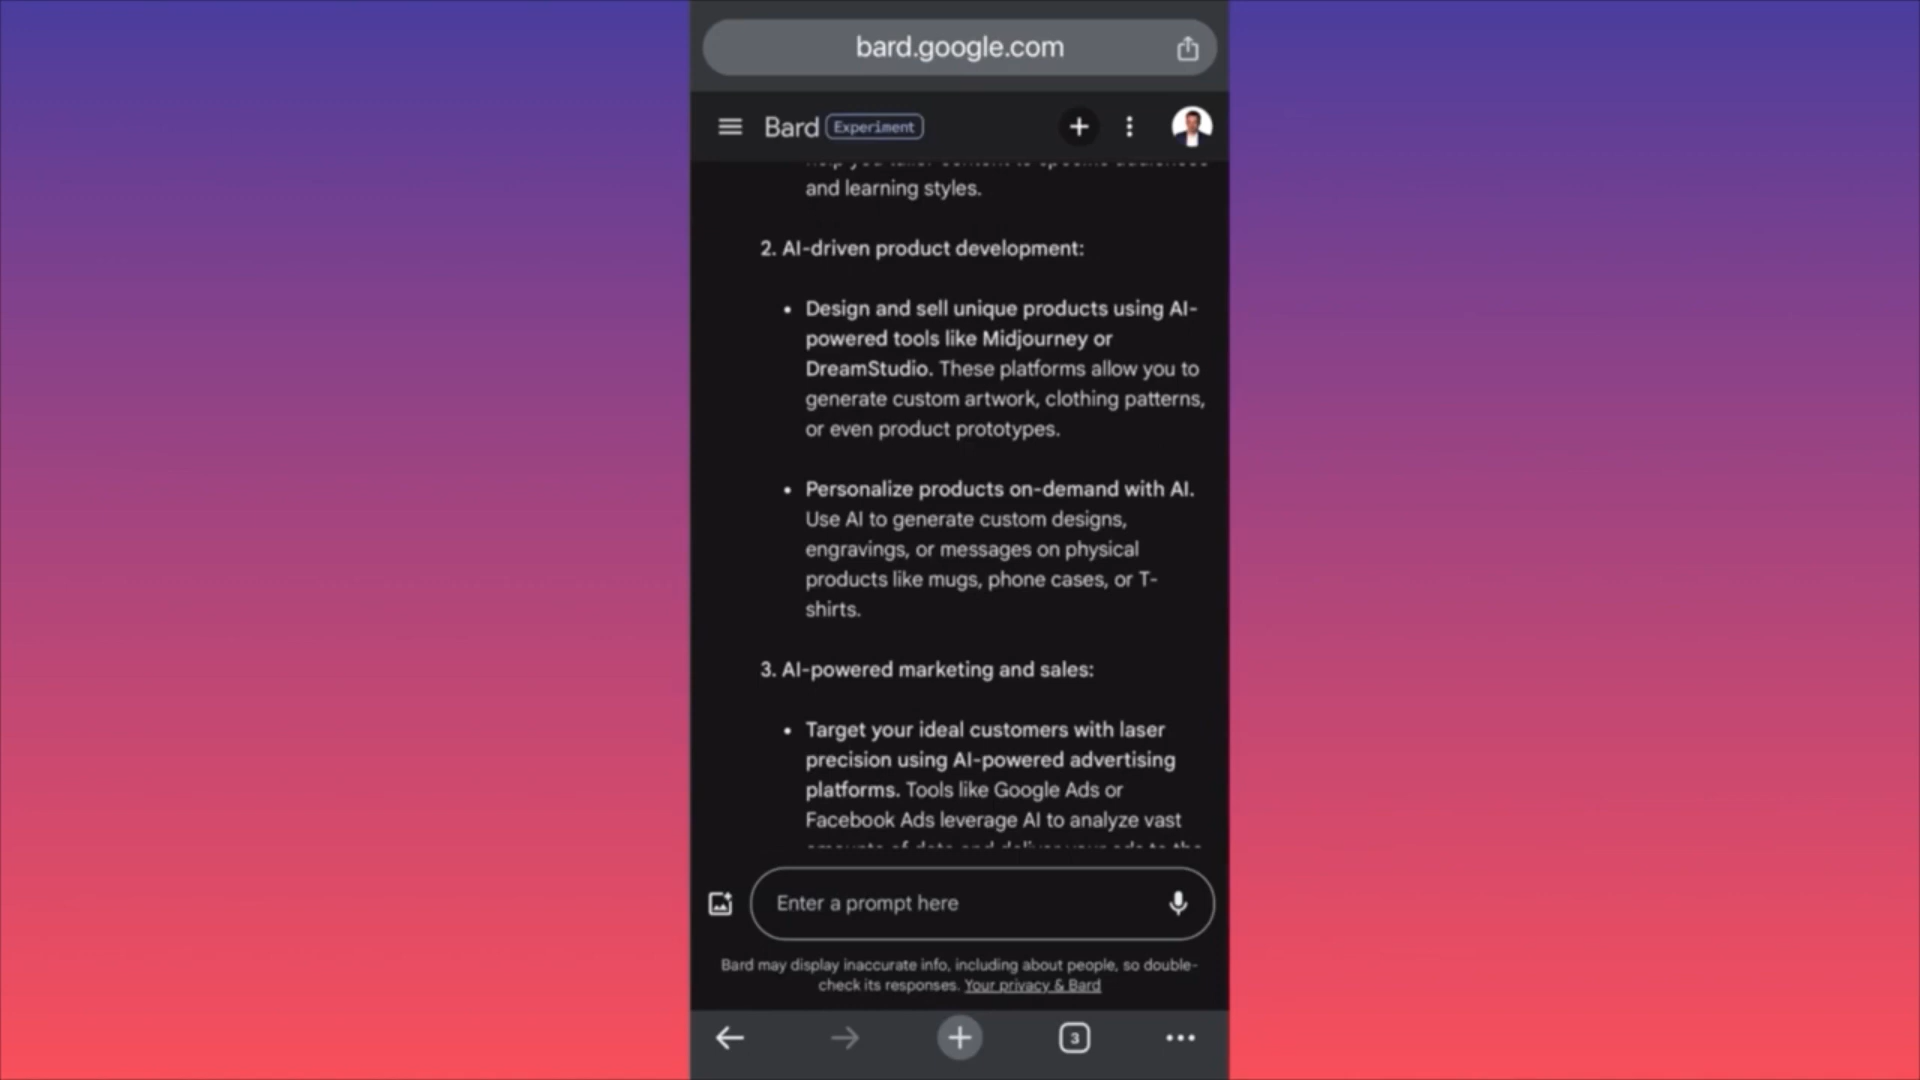 bard.google.com
Bard Experiment
and learning styles.
2. AI-driven product development:
• Design and sell unique products using AI-
powered tools like Midjourney or
DreamStudio. These platforms allow you to
generate custom artwork, clothing patterns,
or even product prototypes.
• Personalize products on-demand with AI.
Use AI to generate custom designs,
engravings, or messages on physical
products like mugs, phone cases, or T-
shirts.
3. AI-powered marketing and sales:
• Target your ideal customers with laser
precision using AI-powered advertising
platforms. Tools like Google Ads or
Facebook Ads leverage AI to analyze vast
Enter a prompt here
Bard may display inaccurate info, including about people, so double-
check its responses. Your privacy & Bard
3